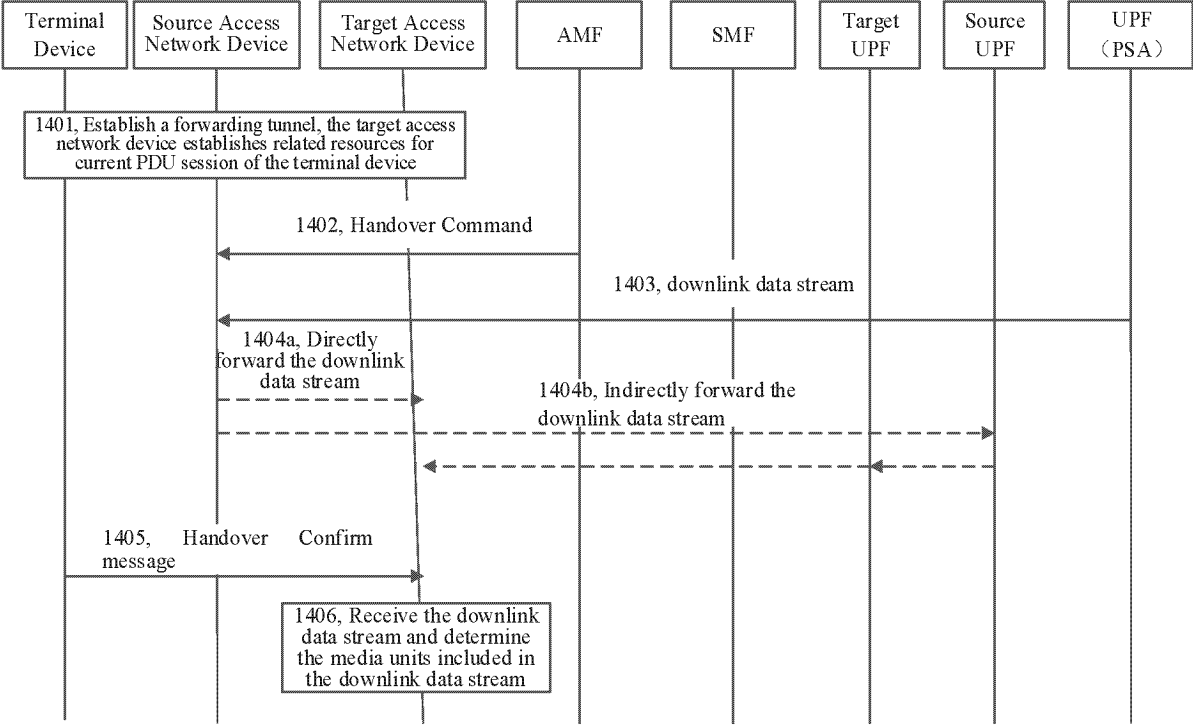 Terminal
Device
Source Access
Network Device
Target Access
Network Device
AMF
SMF
Target
UPF
Source
UPF
UPF
（PSA）
1401, Establish a forwarding tunnel, the target access
network device establishes related resources for
current PDU session of the terminal device
1402, Handover Command
1403, downlink data stream
1404a, Directly
forward the downlink
data stream
1404b, Indirectly forward the
downlink data stream
1405, Handover Confirm
message
1406, Receive the downlink
data stream and determine
the media units included in
the downlink data stream